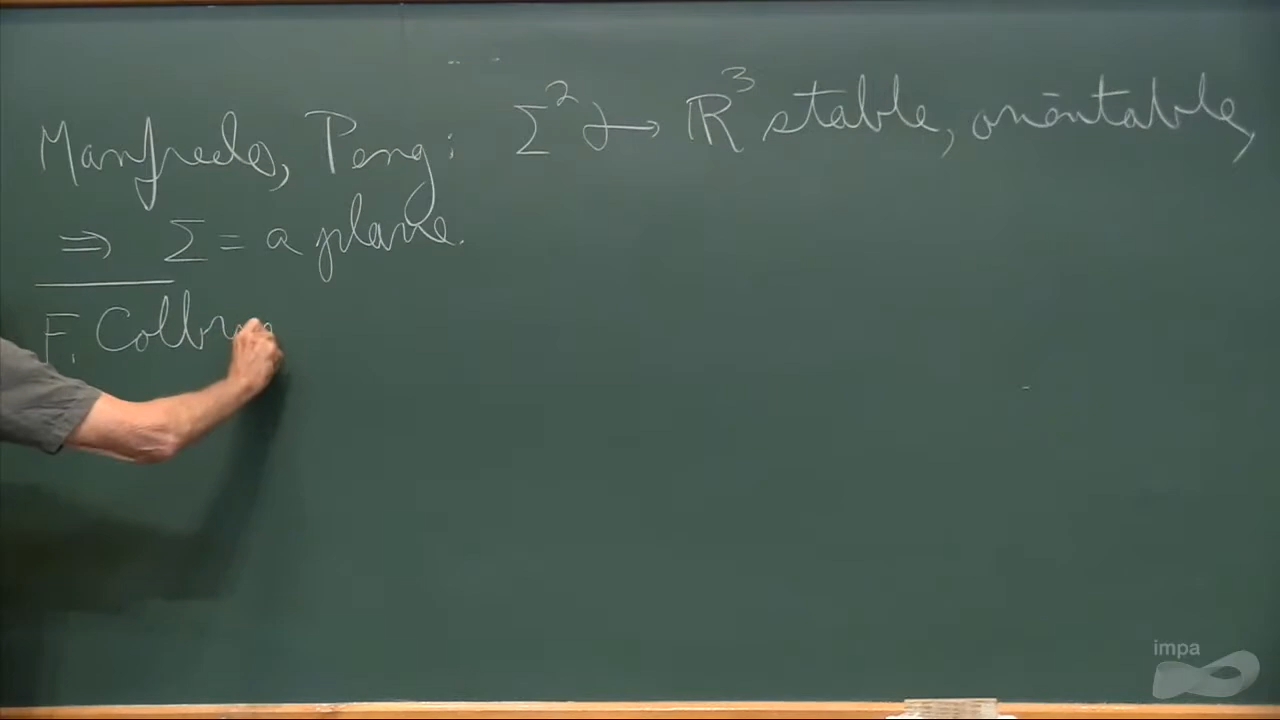 Manfredo, Peng: Σ² ↬ ℝ³ stable, orientable,
⇒ Σ = a plane.
F. Colbr
impa